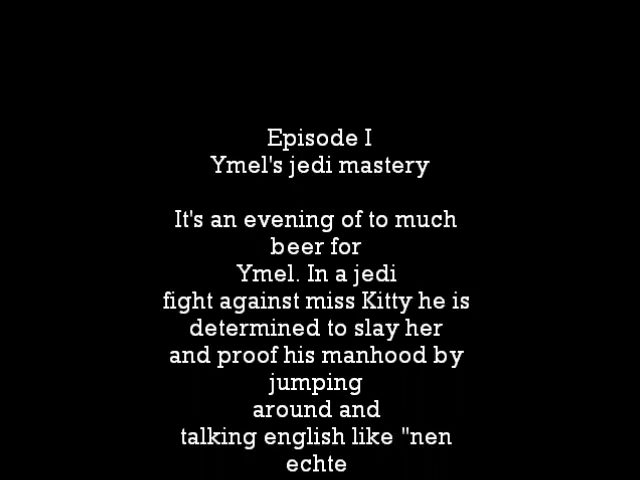 Episode I
Ymel's jedi mastery
It's an evening of to much
beer for
Ymel. In a jedi
fight against miss Kitty he is
determined to slay her
and proof his manhood by
jumping
around and
talking english like "nen
echte